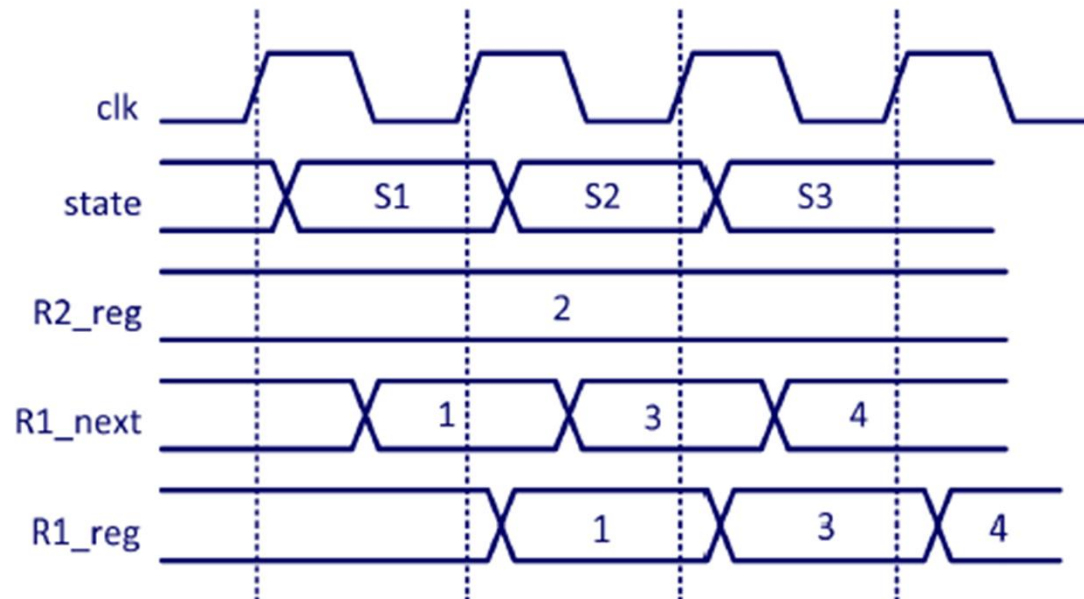 clk
state S1 S2 S3
R2_reg 2
R1_next 1 3 4
R1_reg 1 3 4